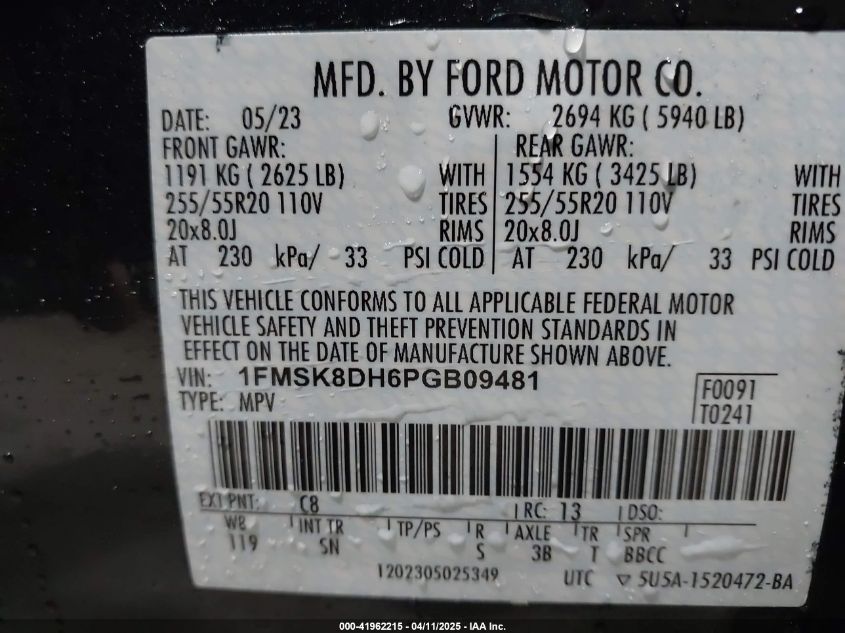 MFD. BY FORD MOTOR CO.
DATE: 05/23 GVWR: 2694 KG ( 5940 LB)
FRONT GAWR: REAR GAWR:
1191 KG ( 2625 LB) WITH 1554 KG ( 3425 LB) WITH
255/55R20 110V TIRES 255/55R20 110V TIRES
20x8.0J RIMS 20x8.0J RIMS
AT 230 kPa/ 33 PSI COLD AT 230 kPa/ 33 PSI COLD
THIS VEHICLE CONFORMS TO ALL APPLICABLE FEDERAL MOTOR
VEHICLE SAFETY AND THEFT PREVENTION STANDARDS IN
EFFECT ON THE DATE OF MANUFACTURE SHOWN ABOVE.
VIN: 1FMSK8DH6PGB09481
TYPE: MPV
F0091
T0241
EXT PNT: C8 RC: 13 DSO:
WB INT TR TP/PS R AXLE TR SPR
119 SN S 3B T BBCC
1202305025349 UTC ▽ 5U5A-1520472-BA
000-41962215 - 04/11/2025 - IAA Inc.